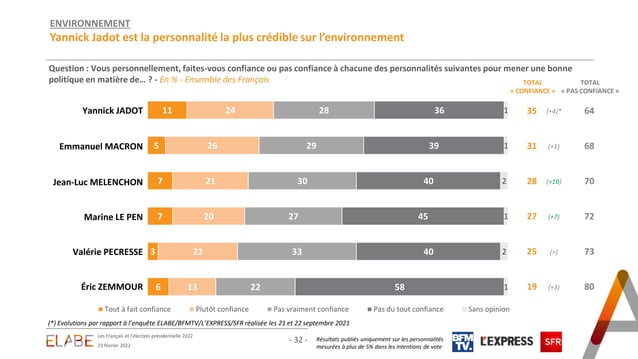 ENVIRONNEMENT
Yannick Jadot est la personnalité la plus crédible sur l'environnement
Question : Vous personnellement, faites-vous confiance ou pas confiance à chacune des personnalités suivantes pour mener une bonne
politique en matière de… ? - En % - Ensemble des Français
TOTAL « CONFIANCE »
TOTAL « PAS CONFIANCE »
Yannick JADOT 11 24 28 36 1 35 (+4)* 64
Emmanuel MACRON 5 26 29 39 1 31 (+1) 68
Jean-Luc MELENCHON 7 21 30 40 2 28 (+10) 70
Marine LE PEN 7 20 27 45 1 27 (+7) 72
Valérie PECRESSE 3 22 33 40 2 25 (=) 73
Éric ZEMMOUR 6 13 22 58 1 19 (+3) 80
Tout à fait confiance Plutôt confiance Pas vraiment confiance Pas du tout confiance Sans opinion
(*) Evolutions par rapport à l'enquête ELABE/BFMTV/L'EXPRESS/SFR réalisée les 21 et 22 septembre 2021
ELABE
Les Français et l'élection présidentielle 2022
23 février 2022
- 32 -
Résultats publiés uniquement sur les personnalités
mesurées à plus de 5% dans les intentions de vote
BFM
TV.
L'EXPRESS
SFR